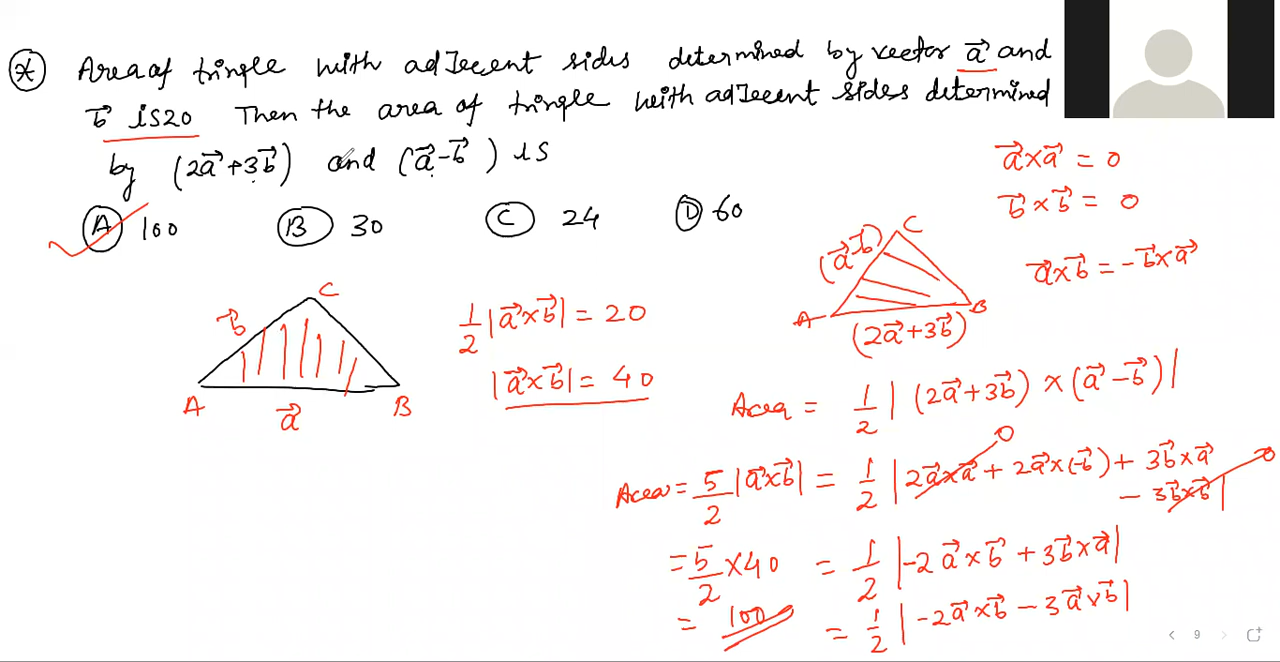 * Area of tringle with adJecent sides determined by vector a⃗ and
b⃗ is 20 Then the area of tringle with adJecent sides determined
by (2a⃗+3b⃗) and (a⃗-b⃗) is
A 100 B 30 C 24 D 60
a⃗×a⃗ = 0
b⃗×b⃗ = 0
a⃗×b⃗ = -b⃗×a⃗
C
b⃗
A
a⃗
B
1/2 |a⃗×b⃗| = 20
|a⃗×b⃗| = 40
C
(a⃗-b⃗)
A
B
(2a⃗+3b⃗)
Area = 1/2 | (2a⃗+3b⃗) × (a⃗-b⃗) |
Area = 5/2 |a⃗×b⃗| = 1/2 | 2a⃗×a⃗ + 2a⃗×(-b⃗) + 3b⃗×a⃗
0
0
- 3b⃗×b⃗ |
= 5/2 × 40 = 1/2 |-2a⃗×b⃗ + 3b⃗×a⃗|
= 100 = 1/2 |-2a⃗×b⃗ - 3a⃗×b⃗|
9